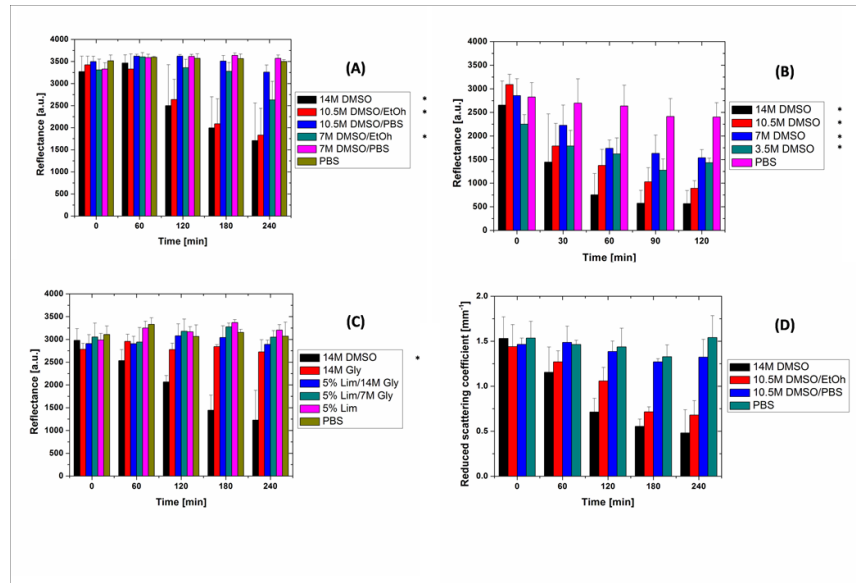 (A)
4000
3500
3000
2500
2000
1500
1000
500
0
Reflectance [a.u.]
0 60 120 180 240
Time [min]
14M DMSO *
10.5M DMSO/EtOh *
10.5M DMSO/PBS
7M DMSO/EtOh *
7M DMSO/PBS
PBS
(B)
4000
3500
3000
2500
2000
1500
1000
500
0
Reflectance [a.u.]
0 30 60 90 120
Time [min]
14M DMSO *
10.5M DMSO *
7M DMSO *
3.5M DMSO *
PBS
(C)
4000
3500
3000
2500
2000
1500
1000
500
0
Reflectance [a.u.]
0 60 120 180 240
Time [min]
14M DMSO *
14M Gly
5% Lim/14M Gly
5% Lim/7M Gly
5% Lim
PBS
(D)
2.0
1.5
1.0
0.5
0.0
Reduced scattering coefficient [mm⁻¹]
0 60 120 180 240
Time [min]
14M DMSO
10.5M DMSO/EtOh
10.5M DMSO/PBS
PBS